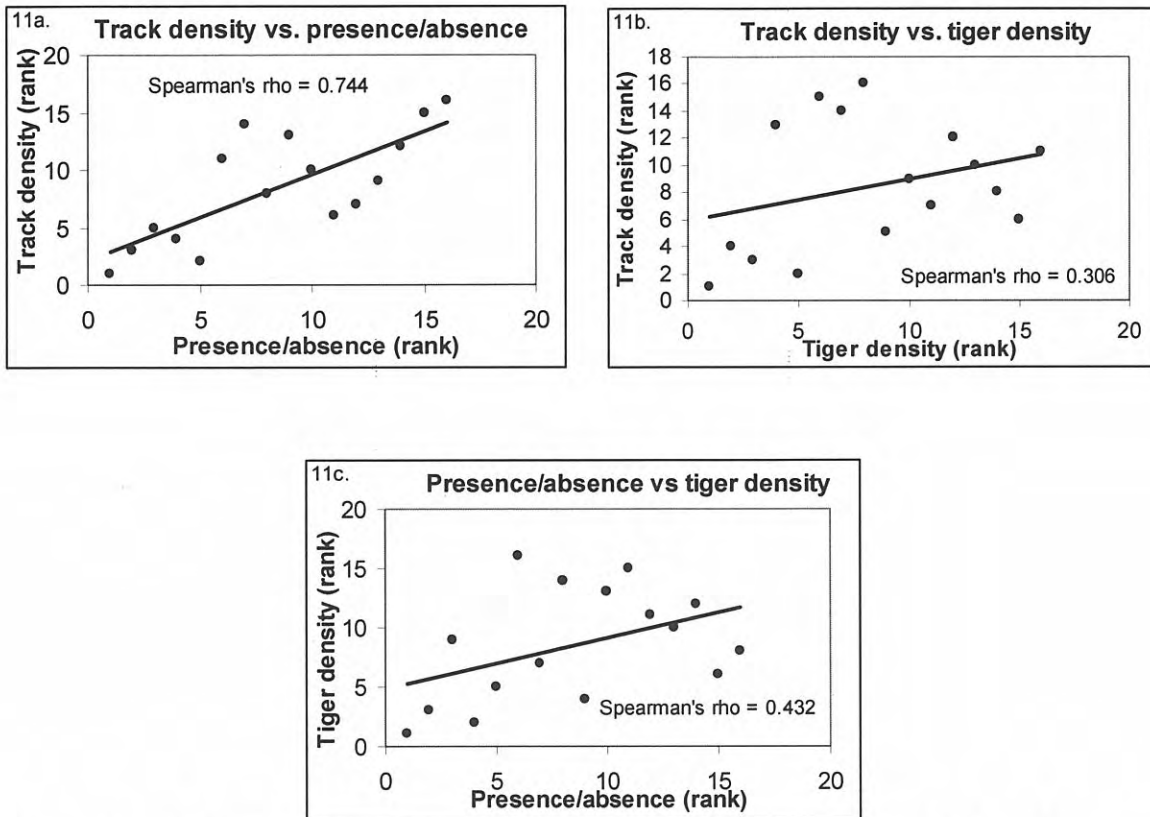 11a.
Track density vs. presence/absence
Spearman's rho = 0.744
Track density (rank)
20
15
10
5
0
0 5 10 15 20
Presence/absence (rank)
11b.
Track density vs. tiger density
Track density (rank)
18
16
14
12
10
8
6
4
2
0
Spearman's rho = 0.306
0 5 10 15 20
Tiger density (rank)
11c.
Presence/absence vs tiger density
Tiger density (rank)
20
15
10
5
0
Spearman's rho = 0.432
0 5 10 15 20
Presence/absence (rank)